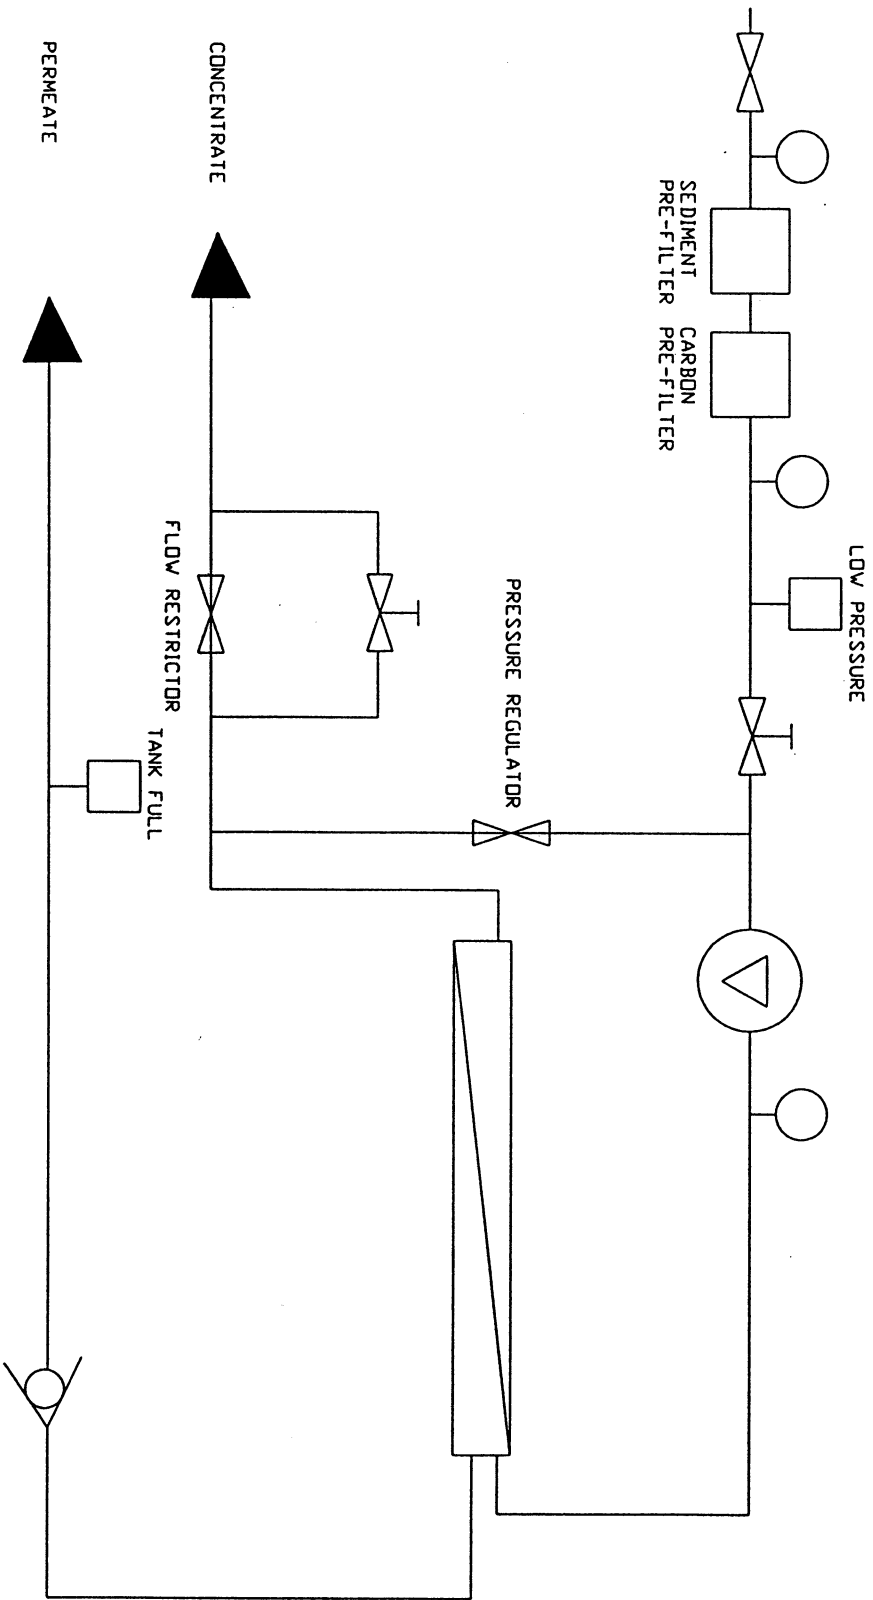 LOW PRESSURE
SEDIMENT
PRE-FILTER
CARBON
PRE-FILTER
PRESSURE REGULATOR
CONCENTRATE
FLOW RESTRICTOR
TANK FULL
PERMEATE